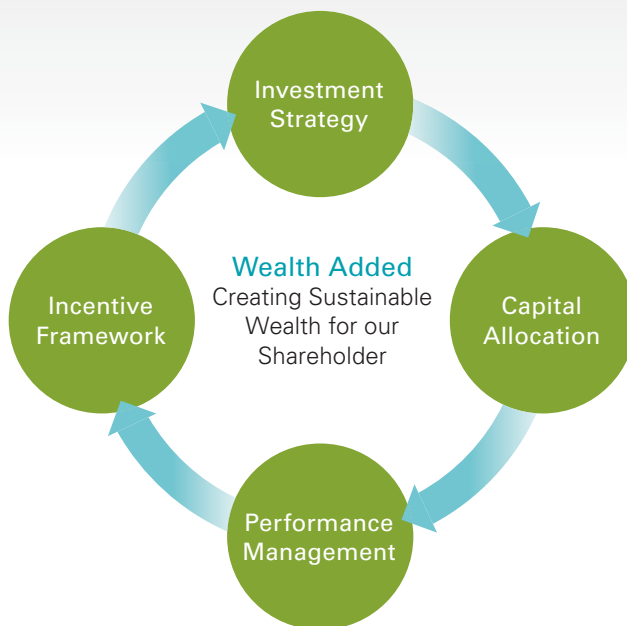 Investment
Strategy
Wealth Added
Creating Sustainable
Wealth for our
Shareholder
Incentive
Framework
Capital
Allocation
Performance
Management